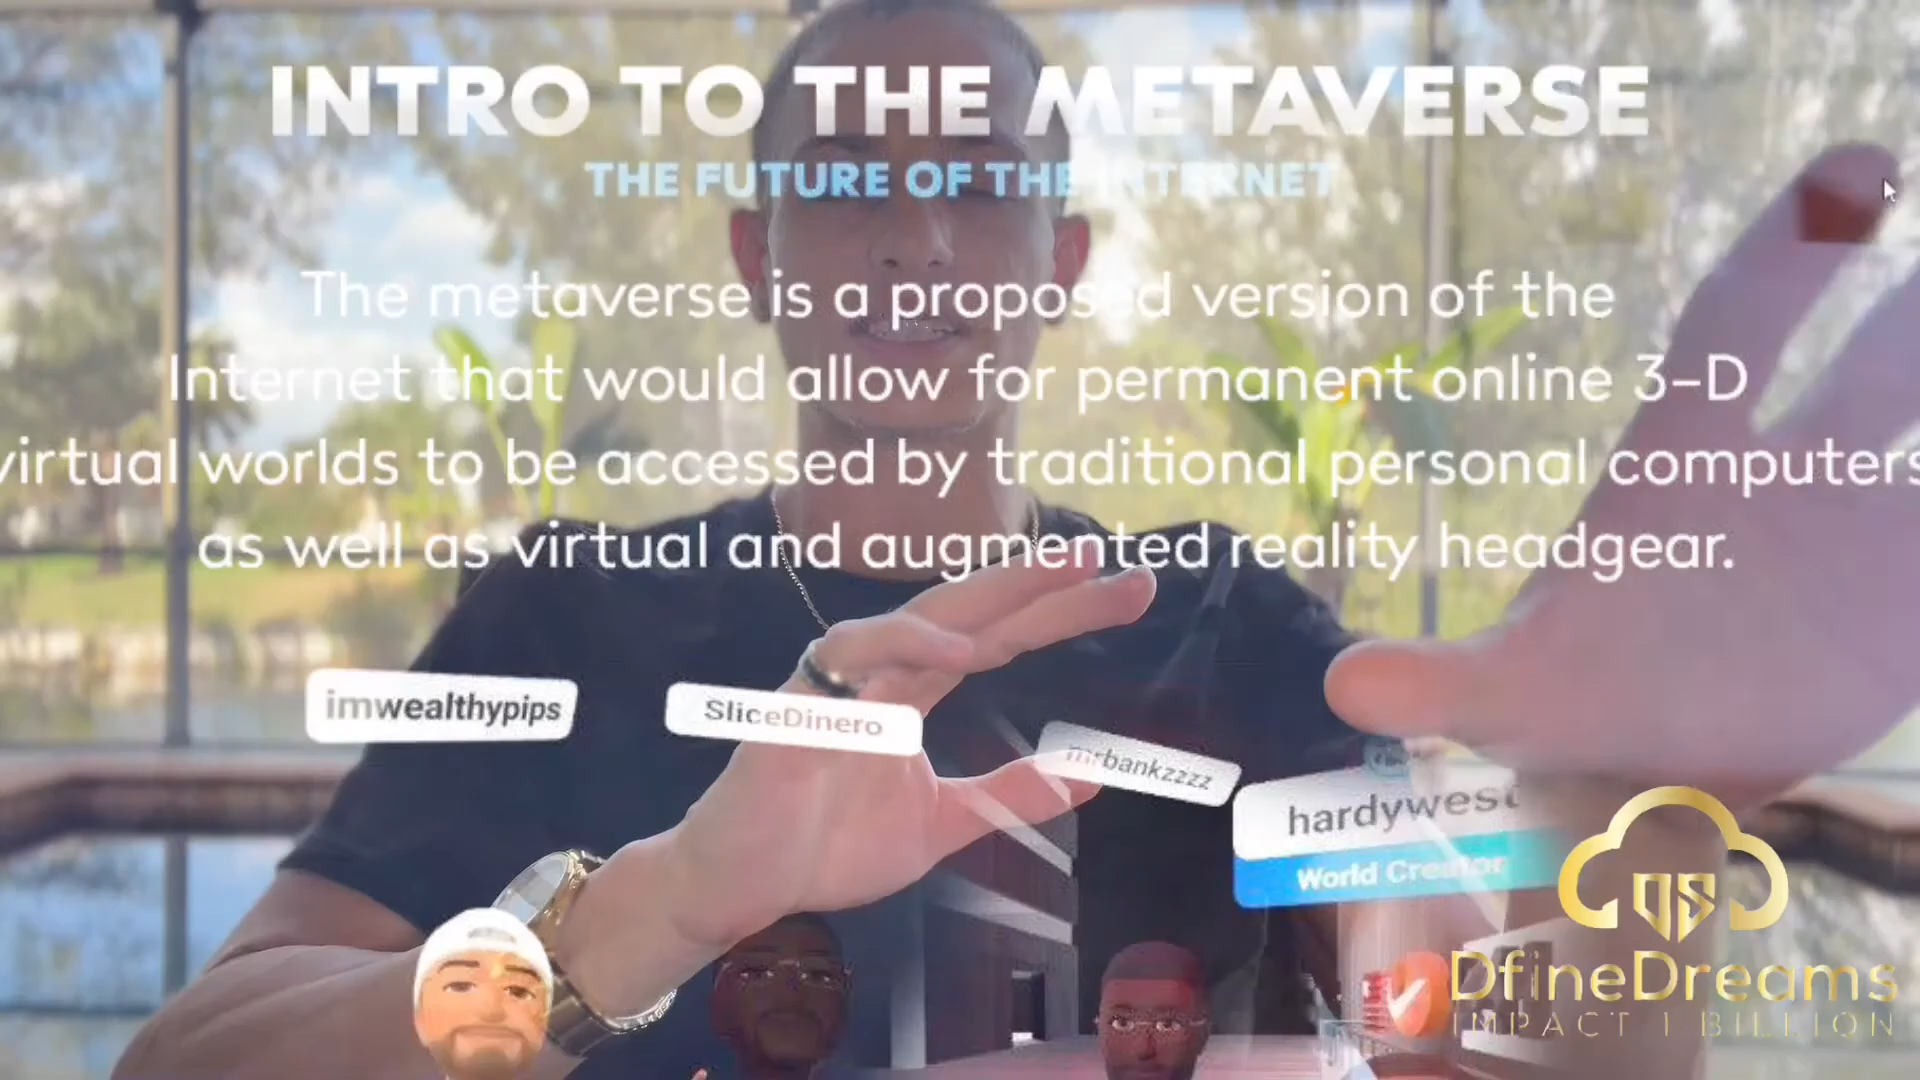 INTRO TO THE METAVERSE
THE FUTURE OF THE INTERNET
The metaverse is a proposed version of the
Internet that would allow for permanent online 3-D
virtual worlds to be accessed by traditional personal computers
as well as virtual and augmented reality headgear.
imwealthypips
SliceDinero
mrbankzzzz
hardywest
World Creator
DS
DfineDreams
IMPACT 1 BILLION